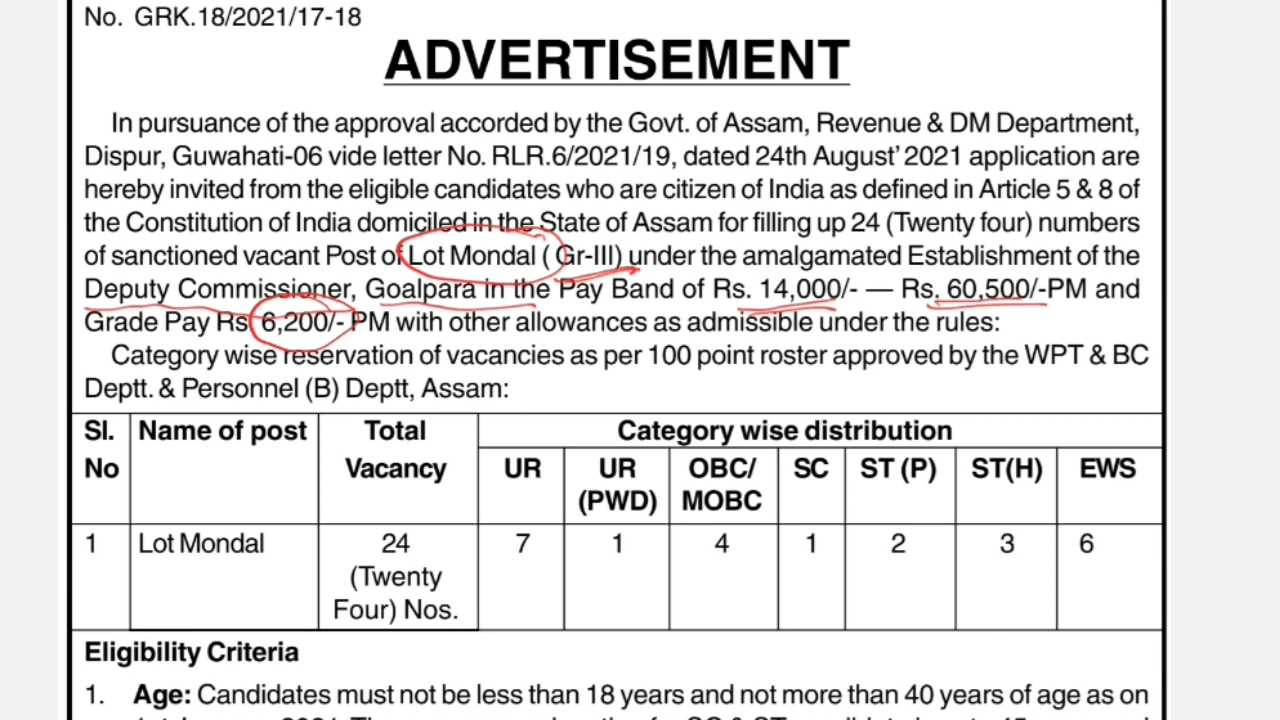 No. GRK.18/2021/17-18
ADVERTISEMENT
In pursuance of the approval accorded by the Govt. of Assam, Revenue & DM Department,
Dispur, Guwahati-06 vide letter No. RLR.6/2021/19, dated 24th August' 2021 application are
hereby invited from the eligible candidates who are citizen of India as defined in Article 5 & 8 of
the Constitution of India domiciled in the State of Assam for filling up 24 (Twenty four) numbers
of sanctioned vacant Post of Lot Mondal ( Gr-III) under the amalgamated Establishment of the
Deputy Commissioner, Goalpara in the Pay Band of Rs. 14,000/- — Rs. 60,500/-PM and
Grade Pay Rs 6,200/- PM with other allowances as admissible under the rules:
Category wise reservation of vacancies as per 100 point roster approved by the WPT & BC
Deptt. & Personnel (B) Deptt, Assam:
Sl. Name of post Total Category wise distribution
No Vacancy UR UR OBC/ SC ST (P) ST(H) EWS
(PWD) MOBC
1 Lot Mondal 24 7 1 4 1 2 3 6
(Twenty
Four) Nos.
Eligibility Criteria
1. Age: Candidates must not be less than 18 years and not more than 40 years of age as on